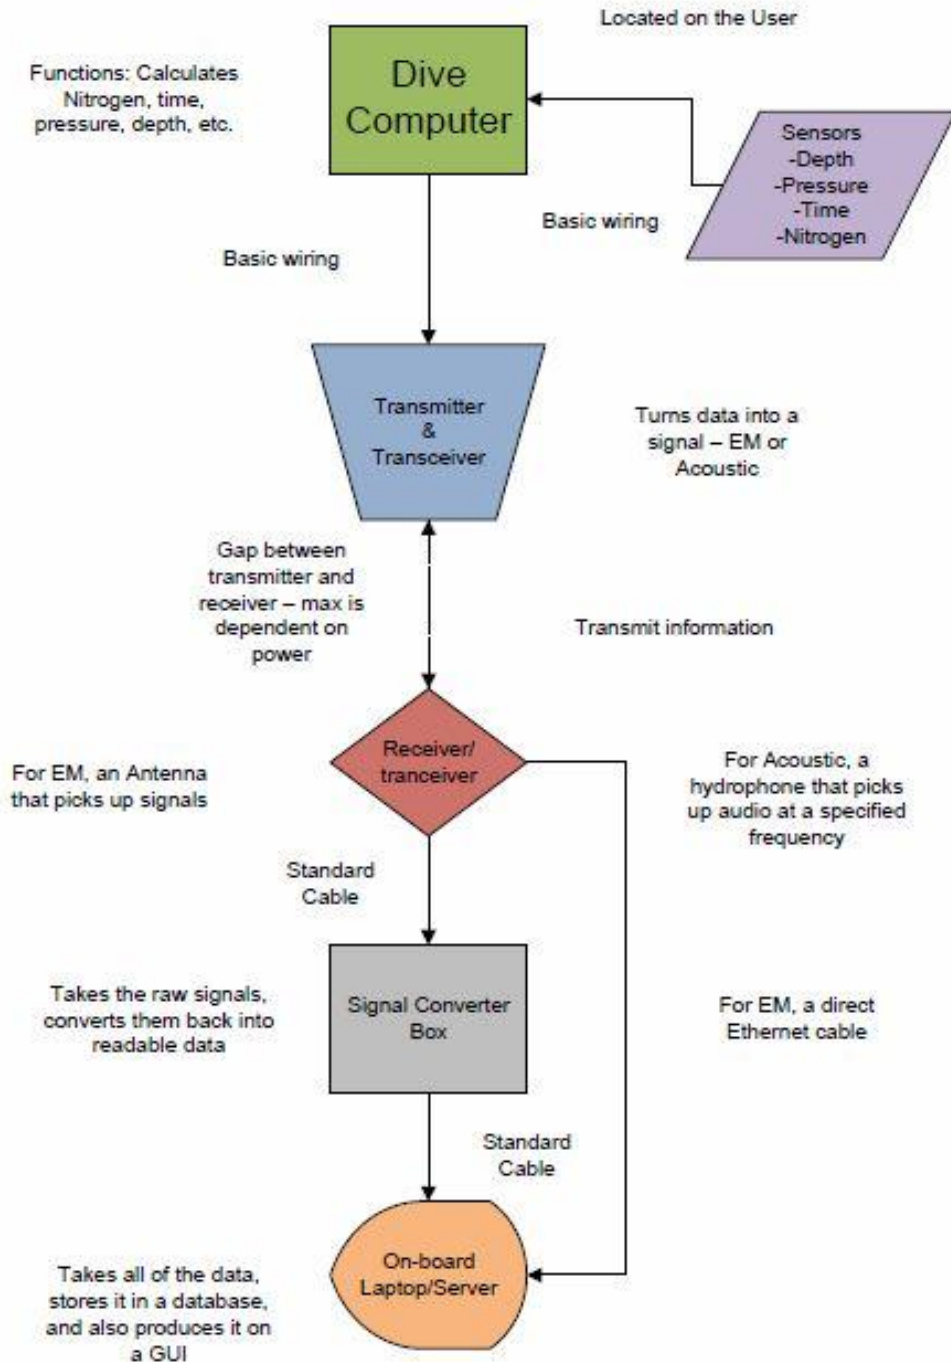 Located on the User
Functions: Calculates
Nitrogen, time,
pressure, depth, etc.
Dive
Computer
Sensors
-Depth
-Pressure
-Time
-Nitrogen
Basic wiring
Basic wiring
Transmitter
&
Transceiver
Turns data into a
signal – EM or
Acoustic
Gap between
transmitter and
receiver – max is
dependent on
power
Transmit information
Receiver/
tranceiver
For EM, an Antenna
that picks up signals
For Acoustic, a
hydrophone that picks
up audio at a specified
frequency
Standard
Cable
Takes the raw signals,
converts them back into
readable data
Signal Converter
Box
For EM, a direct
Ethernet cable
Standard
Cable
On-board
Laptop/Server
Takes all of the data,
stores it in a database,
and also produces it on
a GUI